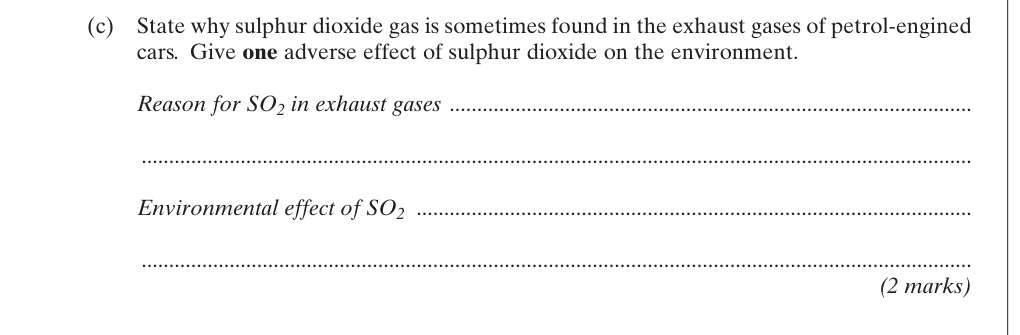 (c) State why sulphur dioxide gas is sometimes found in the exhaust gases of petrol-engined
cars. Give one adverse effect of sulphur dioxide on the environment.
Reason for SO₂ in exhaust gases ..............................................................................................
......................................................................................................................................................
Environmental effect of SO₂ ....................................................................................................
......................................................................................................................................................
(2 marks)